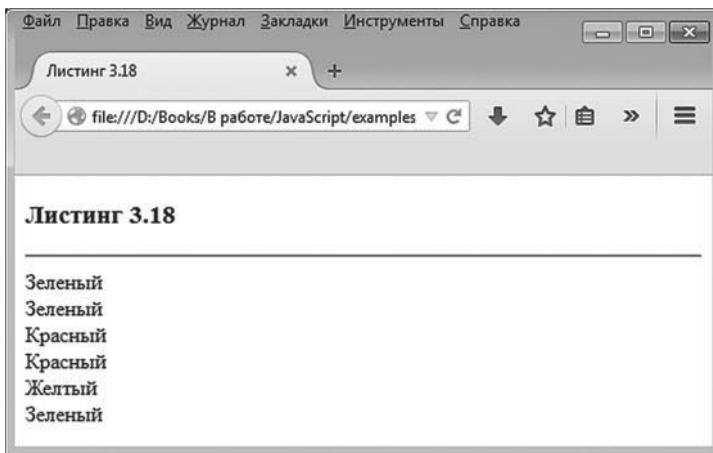 Файл Правка Вид Журнал Закладки Инструменты Справка
Листинг 3.18
file:///D:/Books/В работе/JavaScript/examples
Листинг 3.18
Зеленый
Зеленый
Красный
Красный
Желтый
Зеленый